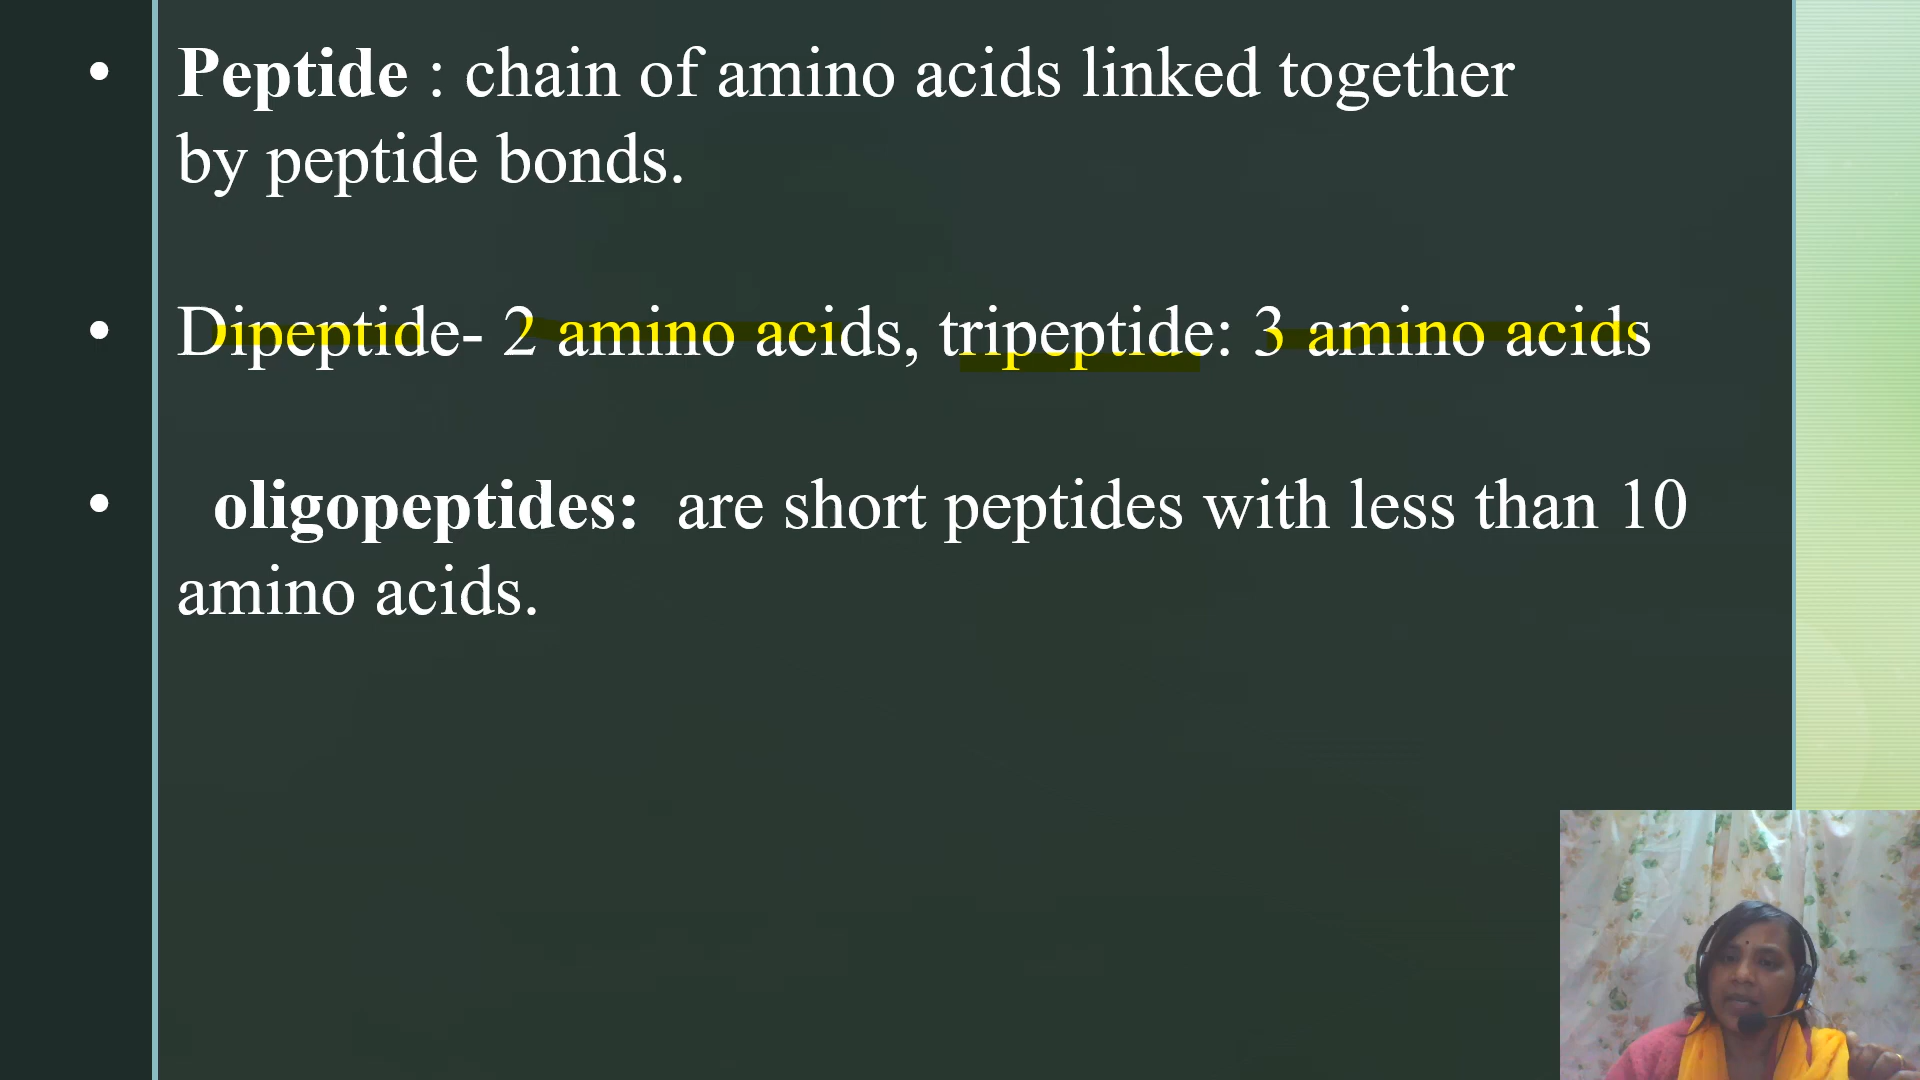 • Peptide : chain of amino acids linked together
by peptide bonds.
• Dipeptide- 2 amino acids, tripeptide: 3 amino acids
• oligopeptides: are short peptides with less than 10
amino acids.